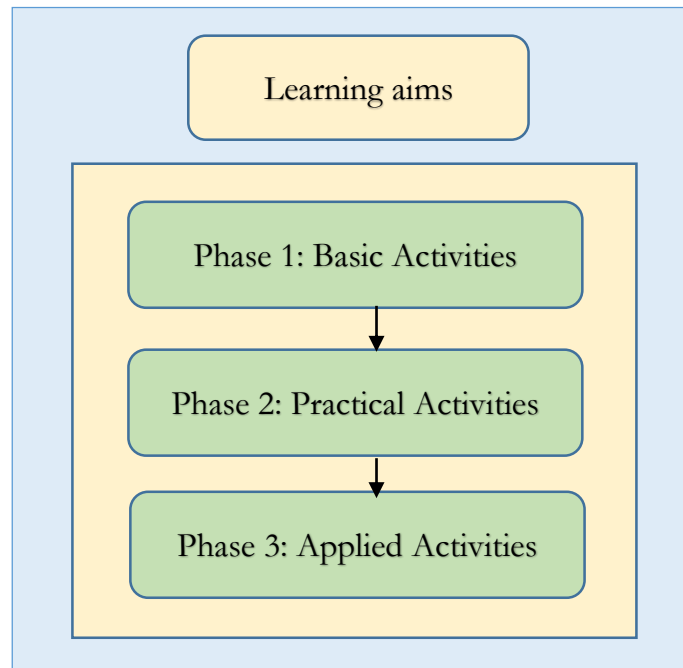 Learning aims
Phase 1: Basic Activities
Phase 2: Practical Activities
Phase 3: Applied Activities